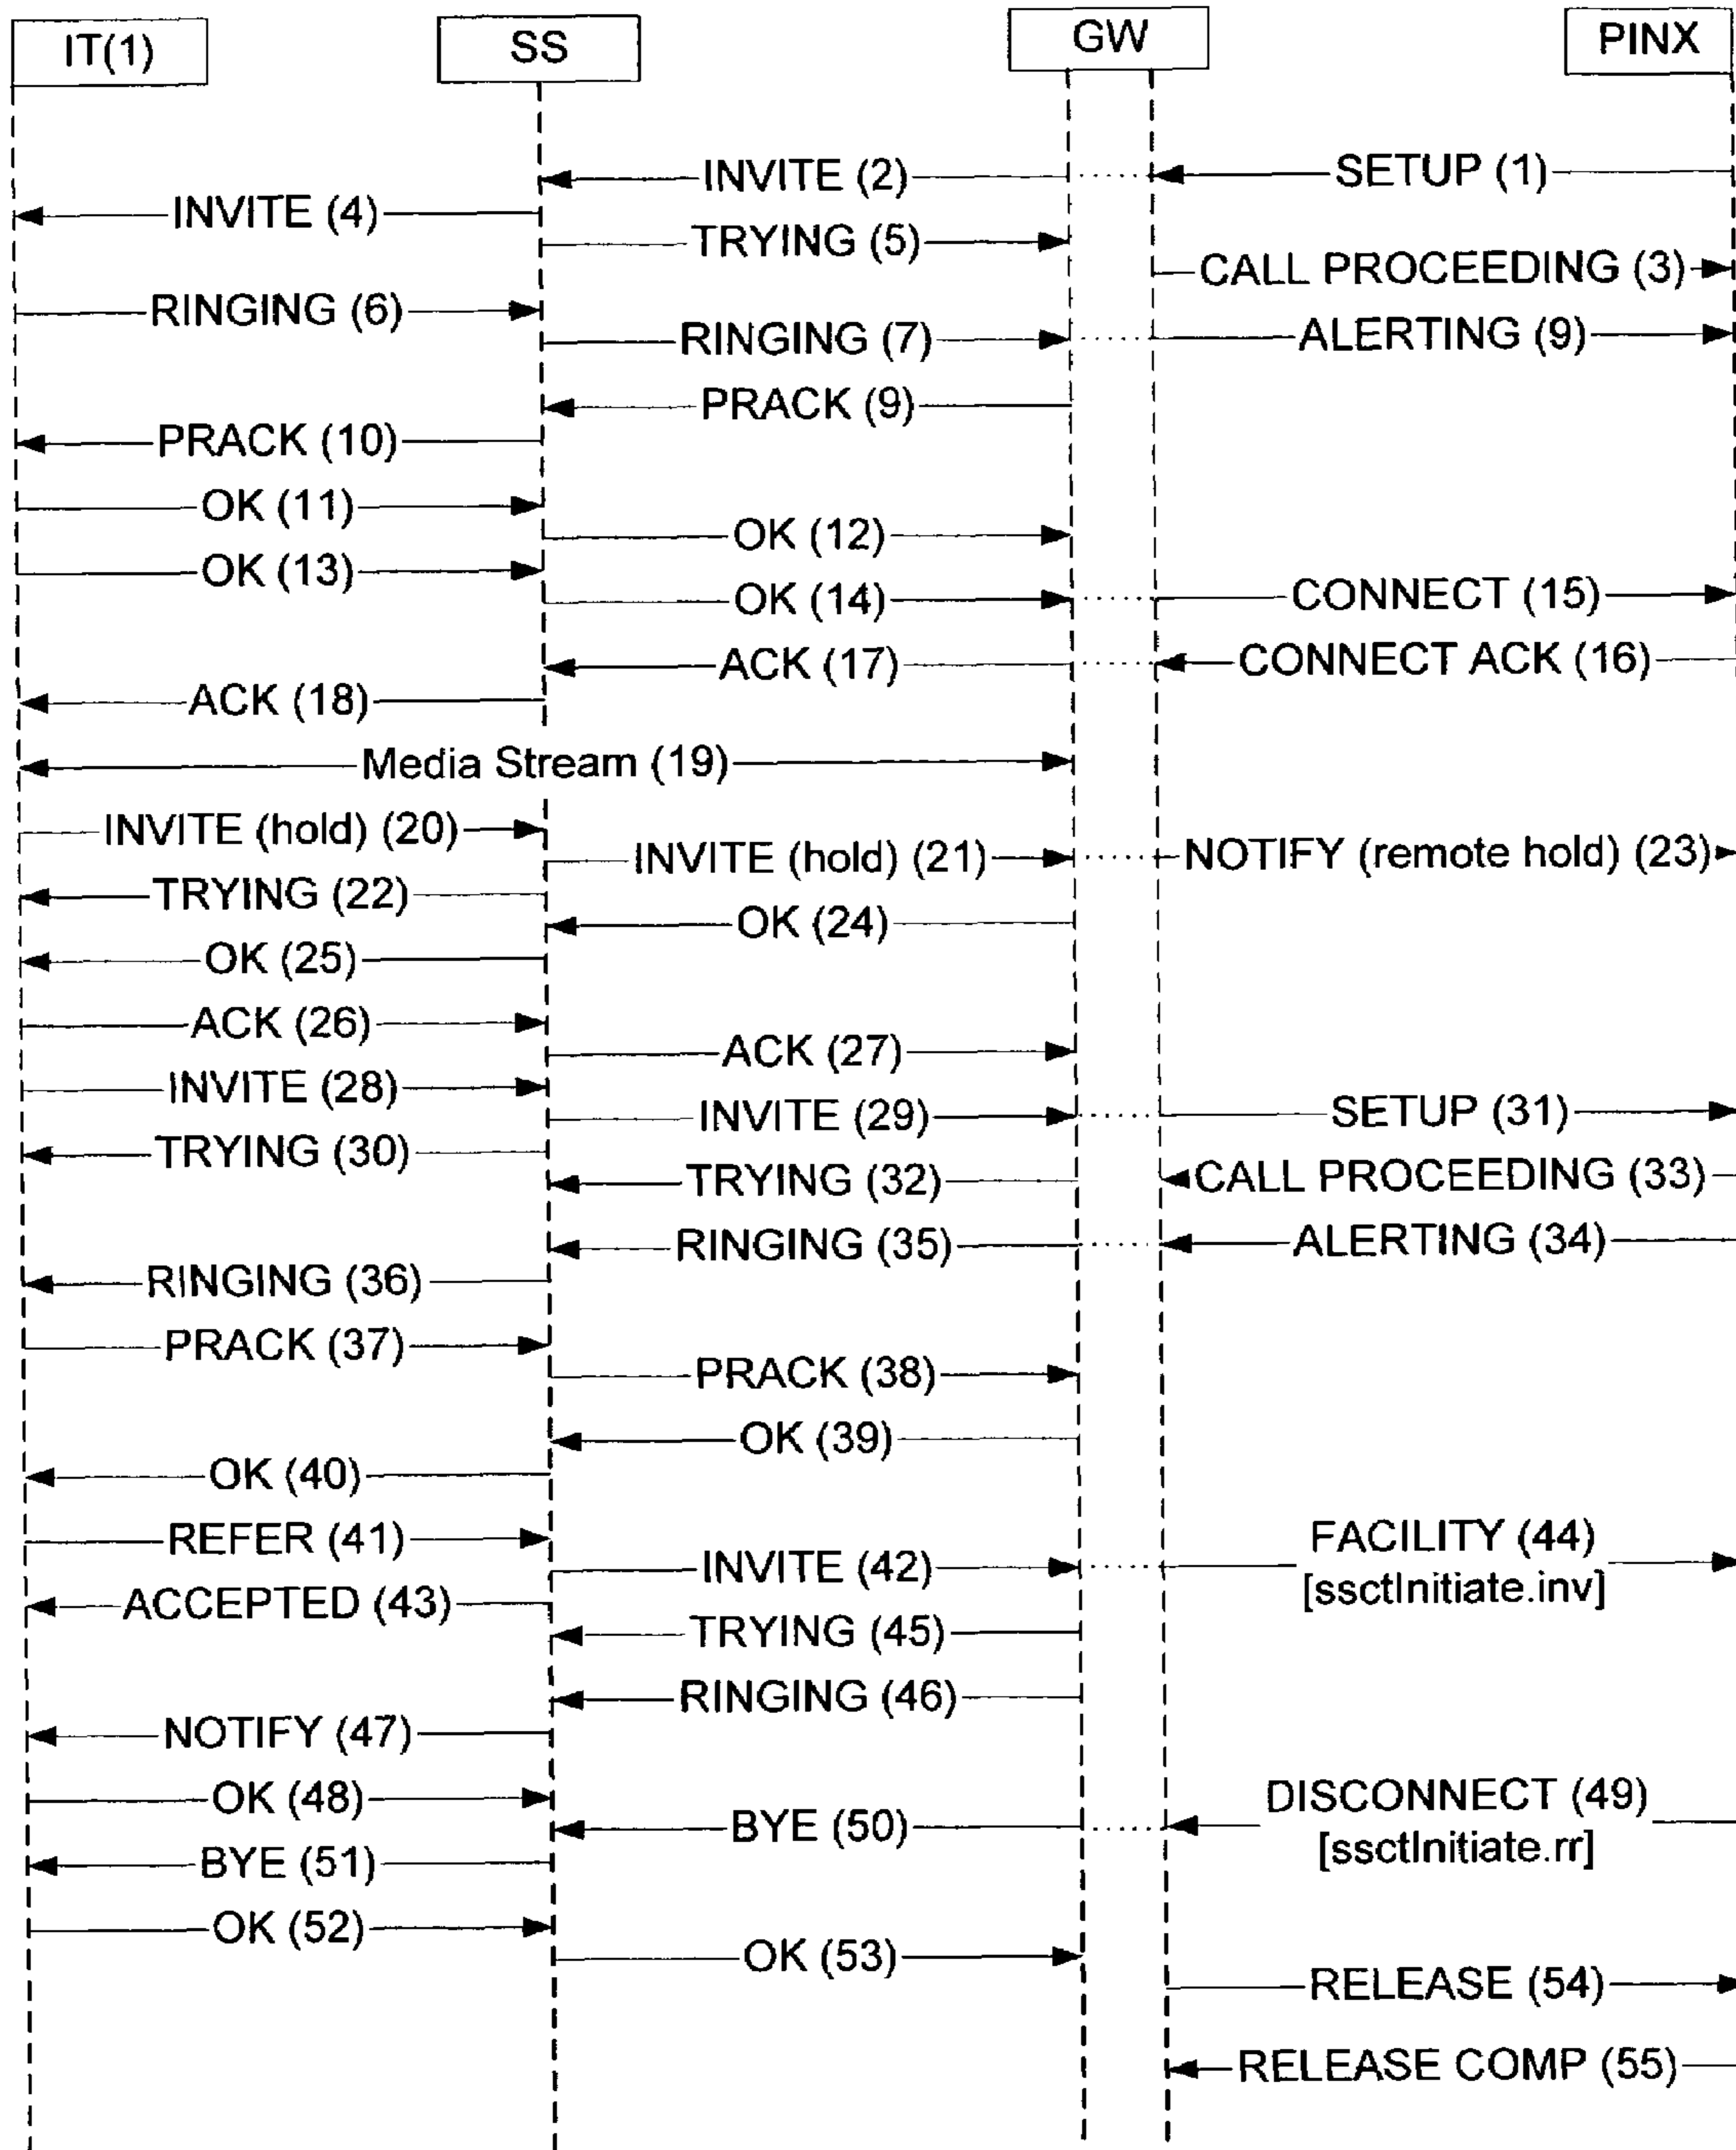 IT(1)
SS
GW
PINX
INVITE (2)
SETUP (1)
INVITE (4)
TRYING (5)
CALL PROCEEDING (3)
RINGING (6)
RINGING (7)
ALERTING (9)
PRACK (9)
PRACK (10)
OK (11)
OK (12)
OK (13)
OK (14)
CONNECT (15)
ACK (17)
CONNECT ACK (16)
ACK (18)
Media Stream (19)
INVITE (hold) (20)
INVITE (hold) (21)
NOTIFY (remote hold) (23)
TRYING (22)
OK (24)
OK (25)
ACK (26)
ACK (27)
INVITE (28)
INVITE (29)
SETUP (31)
TRYING (30)
TRYING (32)
CALL PROCEEDING (33)
RINGING (35)
ALERTING (34)
RINGING (36)
PRACK (37)
PRACK (38)
OK (39)
OK (40)
REFER (41)
INVITE (42)
FACILITY (44)
[ssctInitiate.inv]
ACCEPTED (43)
TRYING (45)
RINGING (46)
NOTIFY (47)
OK (48)
BYE (50)
DISCONNECT (49)
[ssctInitiate.rr]
BYE (51)
OK (52)
OK (53)
RELEASE (54)
RELEASE COMP (55)